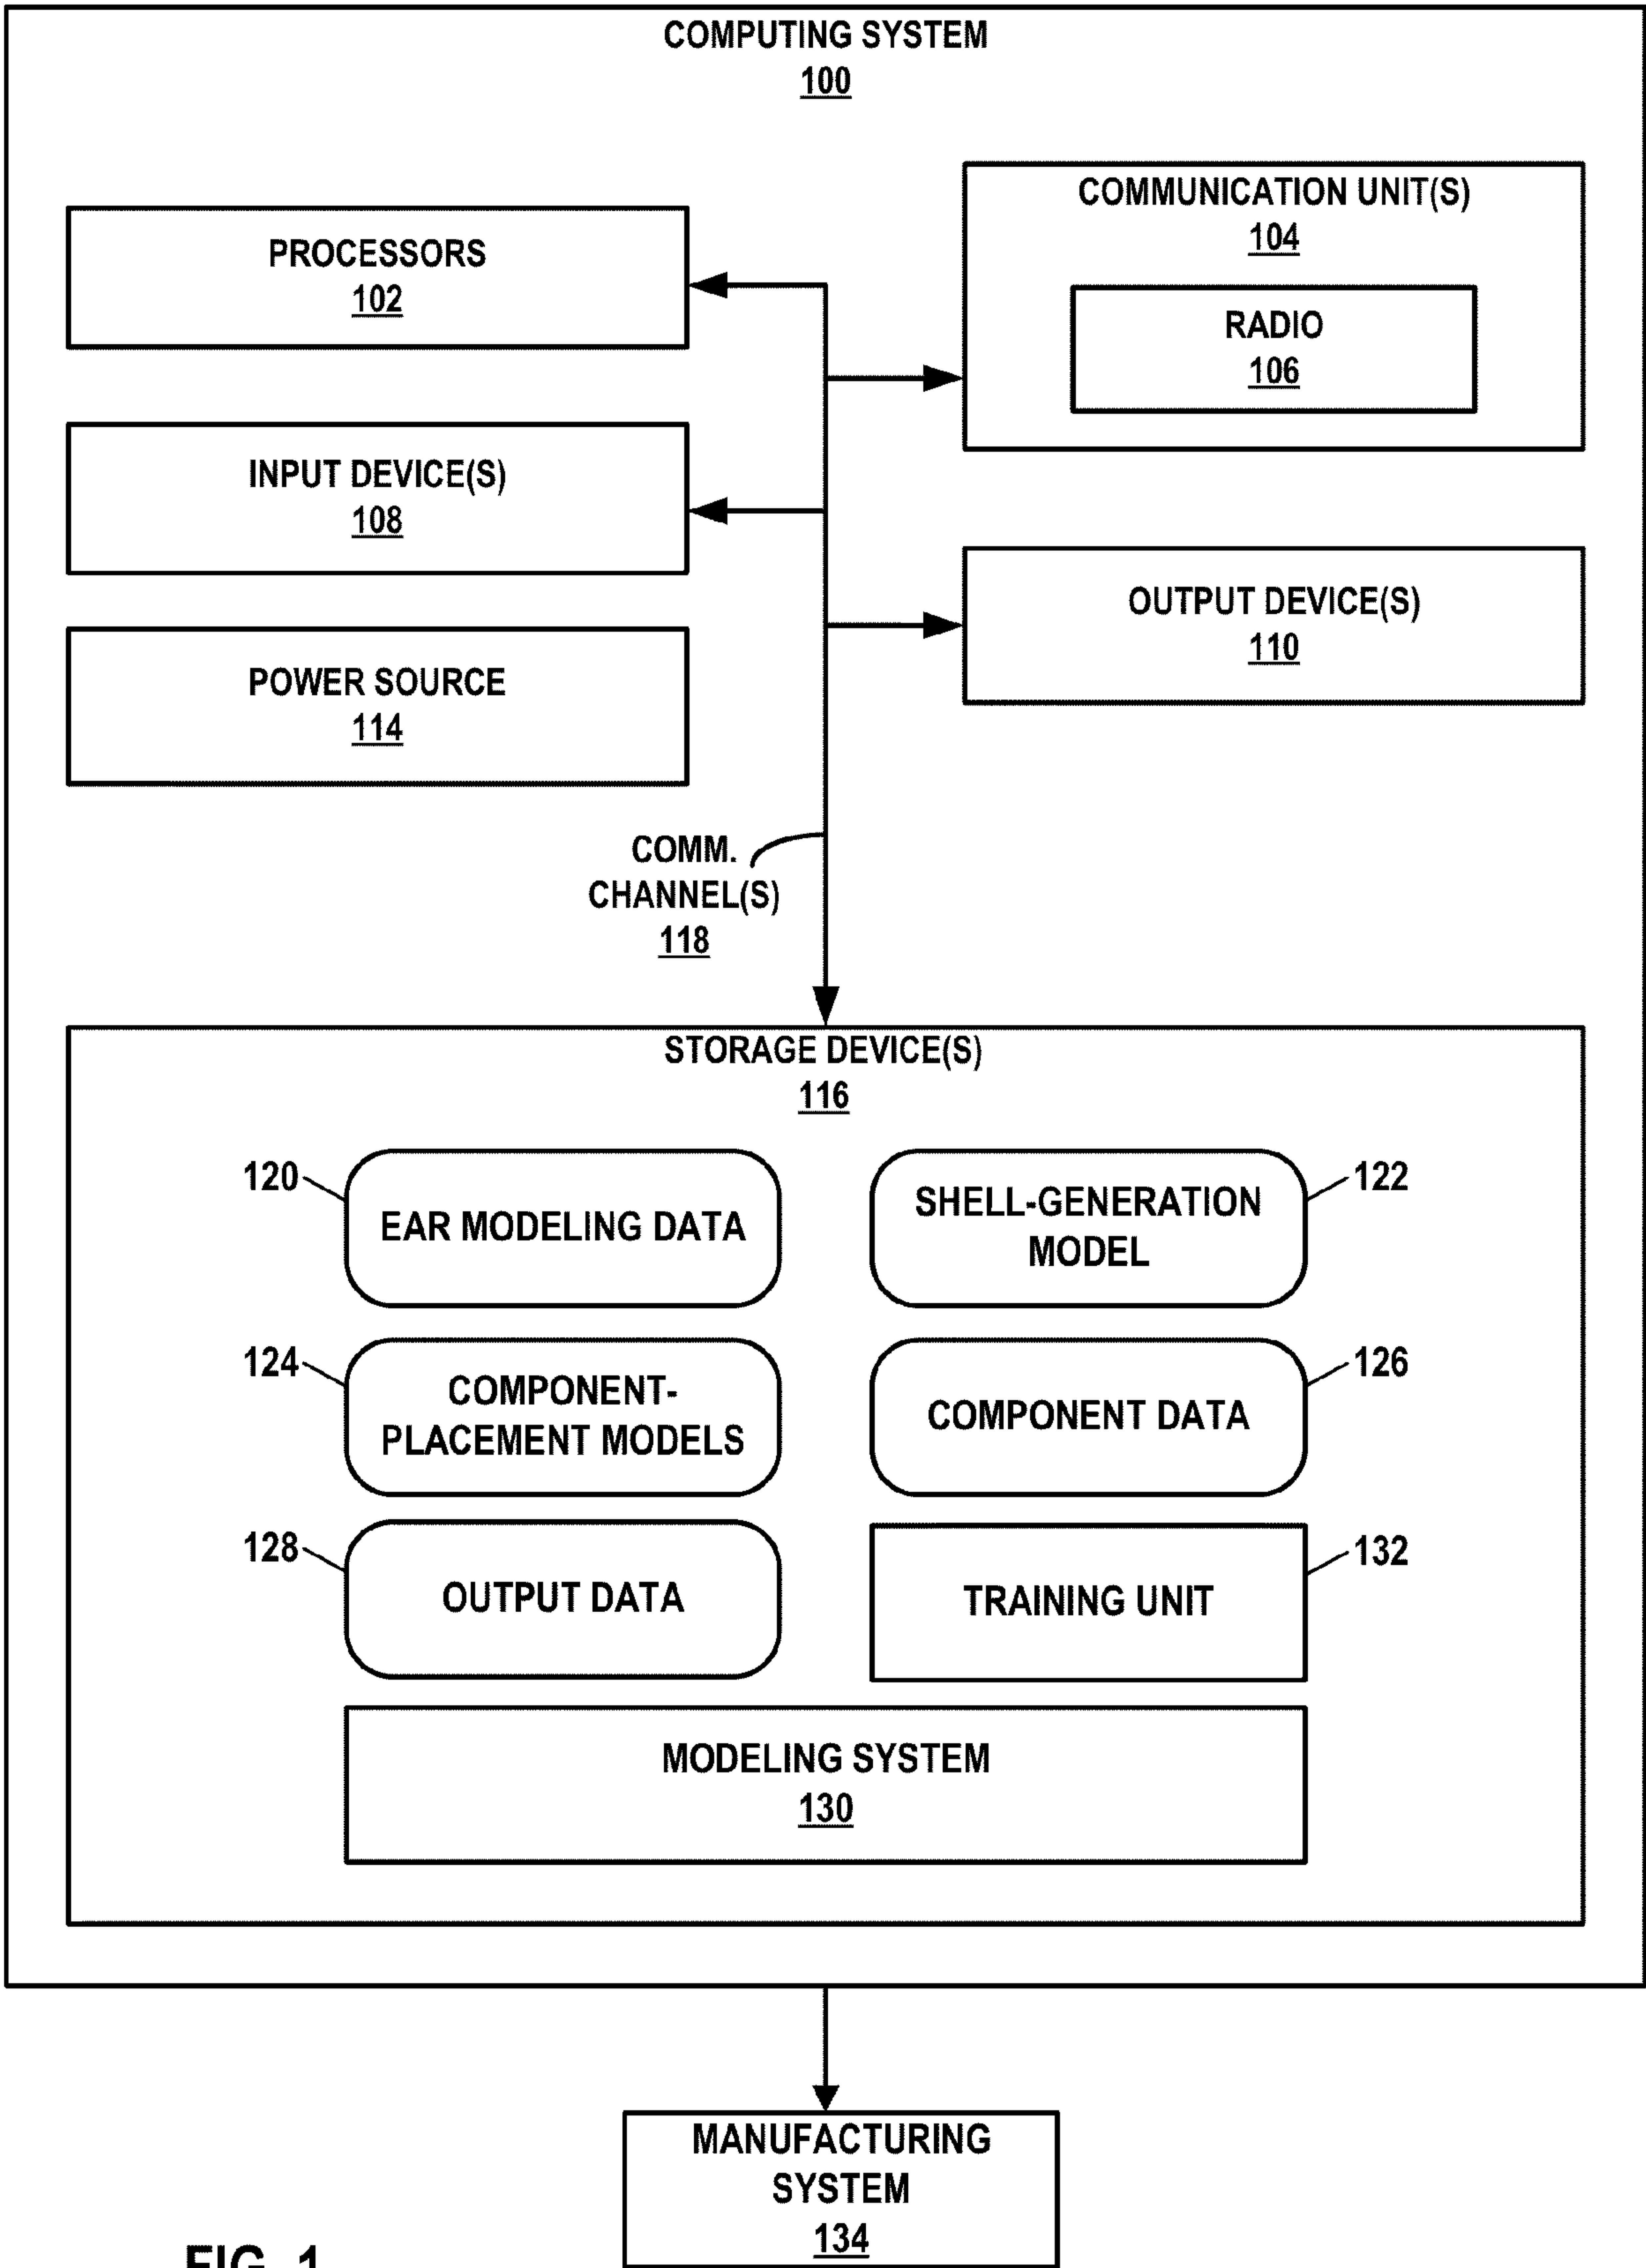 COMPUTING SYSTEM
100
PROCESSORS
102
COMMUNICATION UNIT(S)
104
RADIO
106
INPUT DEVICE(S)
108
OUTPUT DEVICE(S)
110
POWER SOURCE
114
COMM.
CHANNEL(S)
118
STORAGE DEVICE(S)
116
120
EAR MODELING DATA
SHELL-GENERATION
MODEL
122
124
COMPONENT-
PLACEMENT MODELS
COMPONENT DATA
126
128
OUTPUT DATA
TRAINING UNIT
132
MODELING SYSTEM
130
MANUFACTURING
SYSTEM
134
FIG. 1